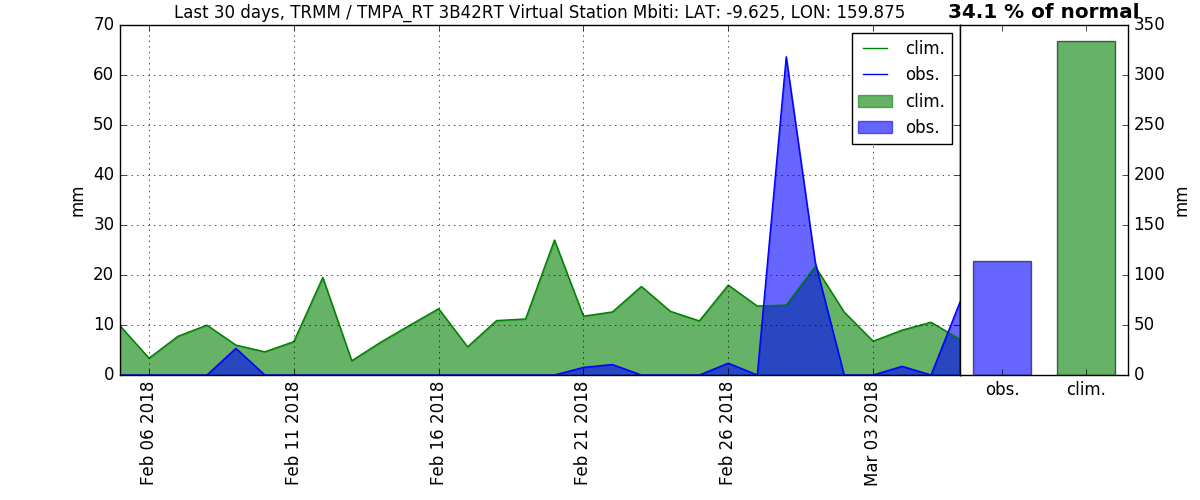 Last 30 days, TRMM / TMPA_RT 3B42RT Virtual Station Mbiti: LAT: -9.625, LON: 159.875
34.1 % of normal
70
60
50
40
30
20
10
0
mm
clim.
obs.
clim.
obs.
350
300
250
200
150
100
50
0
mm
Feb 06 2018
Feb 11 2018
Feb 16 2018
Feb 21 2018
Feb 26 2018
Mar 03 2018
obs.
clim.